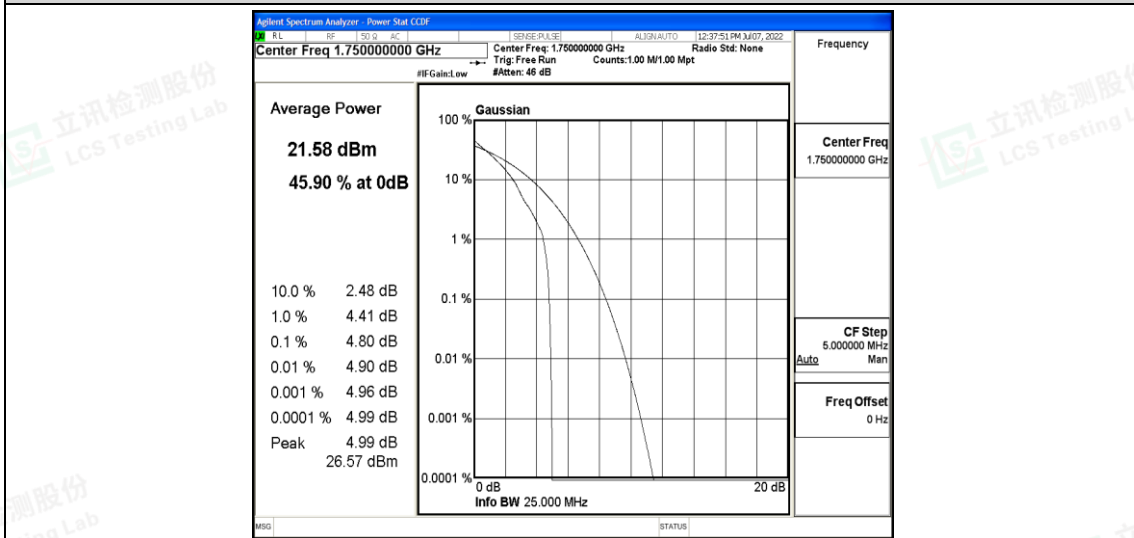 Agilent Spectrum Analyzer - Power Stat CCDF
LXI RL RF 50 Ω AC SENSE:PULSE ALIGNAUTO 12:37:51 PM Jul 07, 2022
Center Freq 1.750000000 GHz
Center Freq: 1.750000000 GHz Radio Std: None
Trig: Free Run Counts:1.00 M/1.00 Mpt
#IFGain:Low #Atten: 46 dB
Average Power
21.58 dBm
45.90 % at 0dB
10.0 % 2.48 dB
1.0 % 4.41 dB
0.1 % 4.80 dB
0.01 % 4.90 dB
0.001 % 4.96 dB
0.0001 % 4.99 dB
Peak 4.99 dB
26.57 dBm
Gaussian
100 %
10 %
1 %
0.1 %
0.01 %
0.001 %
0.0001 %
0 dB 20 dB
Info BW 25.000 MHz
Frequency
Center Freq
1.750000000 GHz
CF Step
5.000000 MHz
Auto Man
Freq Offset
0 Hz
MSG STATUS
立讯检测股份
LCS Testing Lab
立讯检测股份
LCS Testing L
测股份
ing Lab